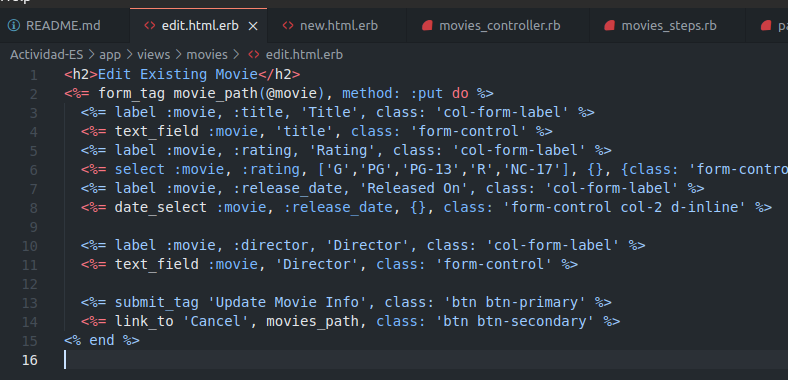 README.md edit.html.erb × new.html.erb movies_controller.rb movies_steps.rb pa
Actividad-ES > app > views > movies > edit.html.erb
1 <h2>Edit Existing Movie</h2>
2 <%= form_tag movie_path(@movie), method: :put do %>
3 <%= label :movie, :title, 'Title', class: 'col-form-label' %>
4 <%= text_field :movie, 'title', class: 'form-control' %>
5 <%= label :movie, :rating, 'Rating', class: 'col-form-label' %>
6 <%= select :movie, :rating, ['G','PG','PG-13','R','NC-17'], {}, {class: 'form-contro
7 <%= label :movie, :release_date, 'Released On', class: 'col-form-label' %>
8 <%= date_select :movie, :release_date, {}, class: 'form-control col-2 d-inline' %>
9
10 <%= label :movie, :director, 'Director', class: 'col-form-label' %>
11 <%= text_field :movie, 'Director', class: 'form-control' %>
12
13 <%= submit_tag 'Update Movie Info', class: 'btn btn-primary' %>
14 <%= link_to 'Cancel', movies_path, class: 'btn btn-secondary' %>
15 <% end %>
16